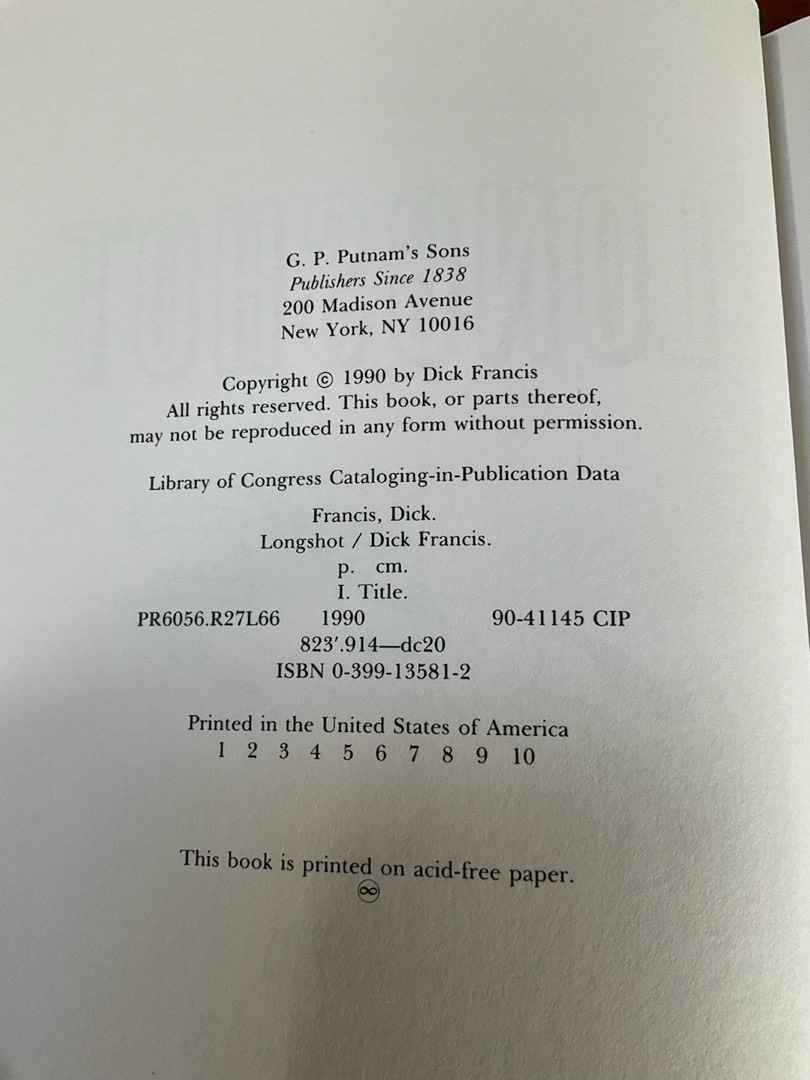 G. P. Putnam's Sons
Publishers Since 1838
200 Madison Avenue
New York, NY 10016
Copyright © 1990 by Dick Francis
All rights reserved. This book, or parts thereof,
may not be reproduced in any form without permission.
Library of Congress Cataloging-in-Publication Data
Francis, Dick.
Longshot / Dick Francis.
p. cm.
I. Title.
PR6056.R27L66 1990 90-41145 CIP
823′.914—dc20
ISBN 0-399-13581-2
Printed in the United States of America
1 2 3 4 5 6 7 8 9 10
This book is printed on acid-free paper.
∞